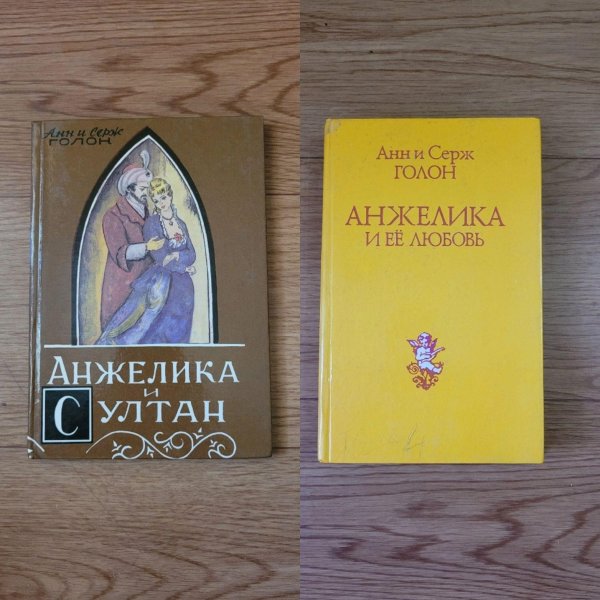 Анн и Серж
ГОЛОН
АНЖЕЛИКА
И
СУЛТАН
Анн и Серж
ГОЛОН
АНЖЕЛИКА
И ЕЁ ЛЮБОВЬ